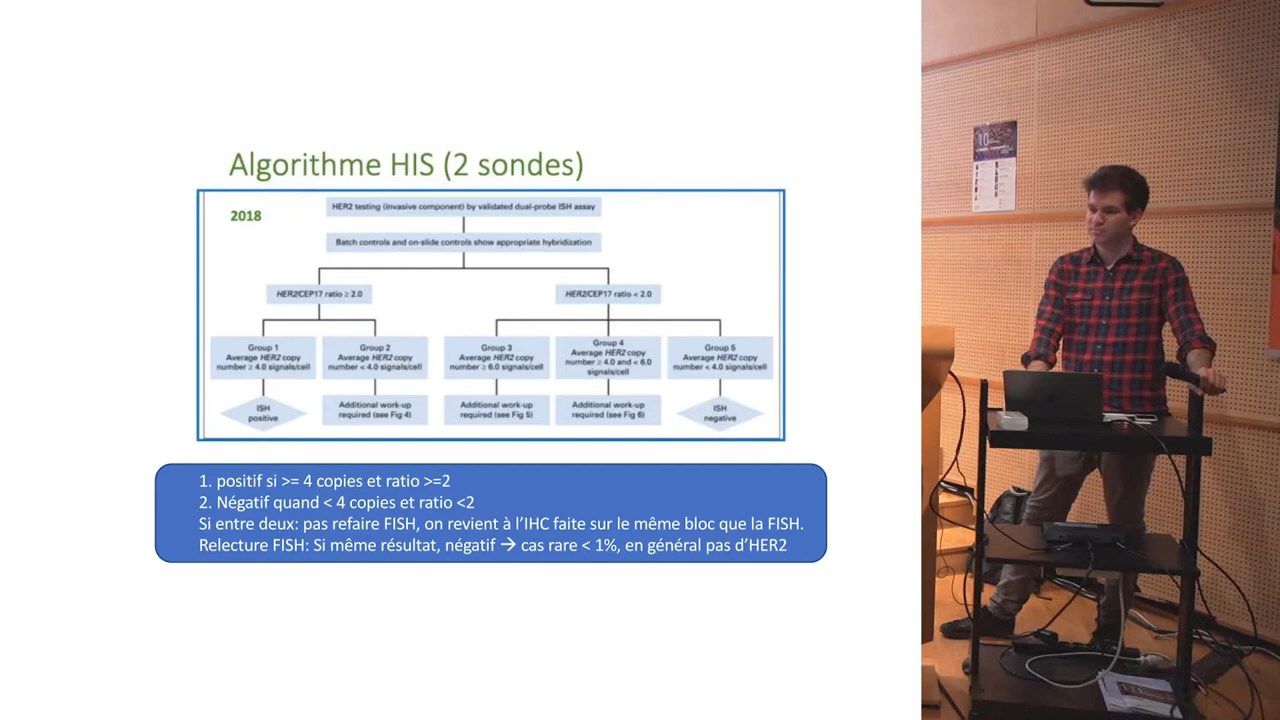 Algorithme HIS (2 sondes)
2018
HER2 testing (invasive component) by validated dual-probe ISH assay
Batch controls and on-slide controls show appropriate hybridization
HER2/CEP17 ratio ≥ 2.0
HER2/CEP17 ratio < 2.0
Group 1
Average HER2 copy
number ≥ 4.0 signals/cell
Group 2
Average HER2 copy
number < 4.0 signals/cell
Group 3
Average HER2 copy
number ≥ 6.0 signals/cell
Group 4
Average HER2 copy
number ≥ 4.0 and < 6.0
signals/cell
Group 5
Average HER2 copy
number < 4.0 signals/cell
ISH
positive
Additional work-up
required (see Fig 4)
Additional work-up
required (see Fig 5)
Additional work-up
required (see Fig 6)
ISH
negative
1. positif si >= 4 copies et ratio >=2
2. Négatif quand < 4 copies et ratio <2
Si entre deux: pas refaire FISH, on revient à l'IHC faite sur le même bloc que la FISH.
Relecture FISH: Si même résultat, négatif → cas rare < 1%, en général pas d'HER2
10